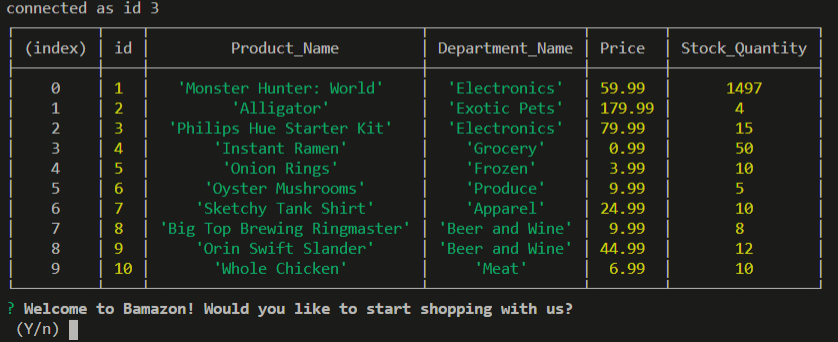 connected as id 3
(index) id Product_Name Department_Name Price Stock_Quantity
0 1 'Monster Hunter: World' 'Electronics' 59.99 1497
1 2 'Alligator' 'Exotic Pets' 179.99 4
2 3 'Philips Hue Starter Kit' 'Electronics' 79.99 15
3 4 'Instant Ramen' 'Grocery' 0.99 50
4 5 'Onion Rings' 'Frozen' 3.99 10
5 6 'Oyster Mushrooms' 'Produce' 9.99 5
6 7 'Sketchy Tank Shirt' 'Apparel' 24.99 10
7 8 'Big Top Brewing Ringmaster' 'Beer and Wine' 9.99 8
8 9 'Orin Swift Slander' 'Beer and Wine' 44.99 12
9 10 'Whole Chicken' 'Meat' 6.99 10
? Welcome to Bamazon! Would you like to start shopping with us?
(Y/n)